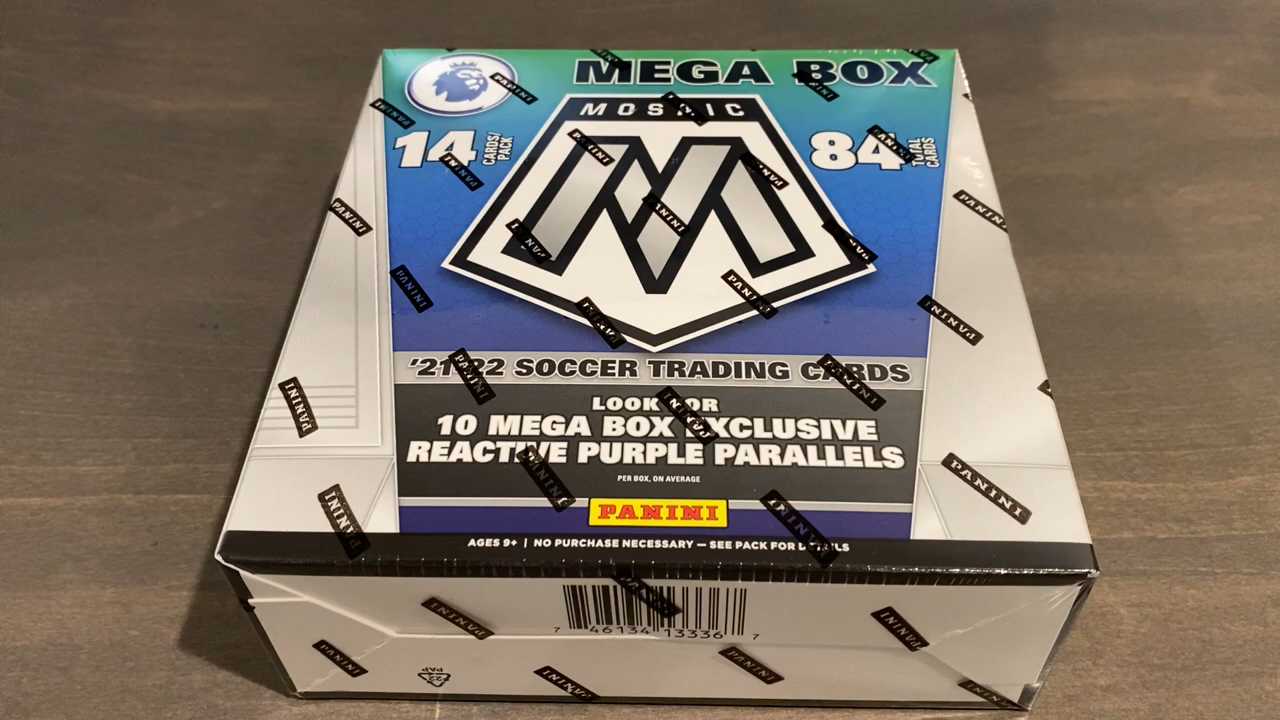 MEGA BOX
MOSAIC
14 CARDS/PACK
84 TOTAL CARDS
'21-22 SOCCER TRADING CARDS
LOOK FOR
10 MEGA BOX EXCLUSIVE
REACTIVE PURPLE PARALLELS
PER BOX, ON AVERAGE
PANINI
AGES 9+ | NO PURCHASE NECESSARY — SEE PACK FOR DETAILS
7 46134 13336 7
22
PAP